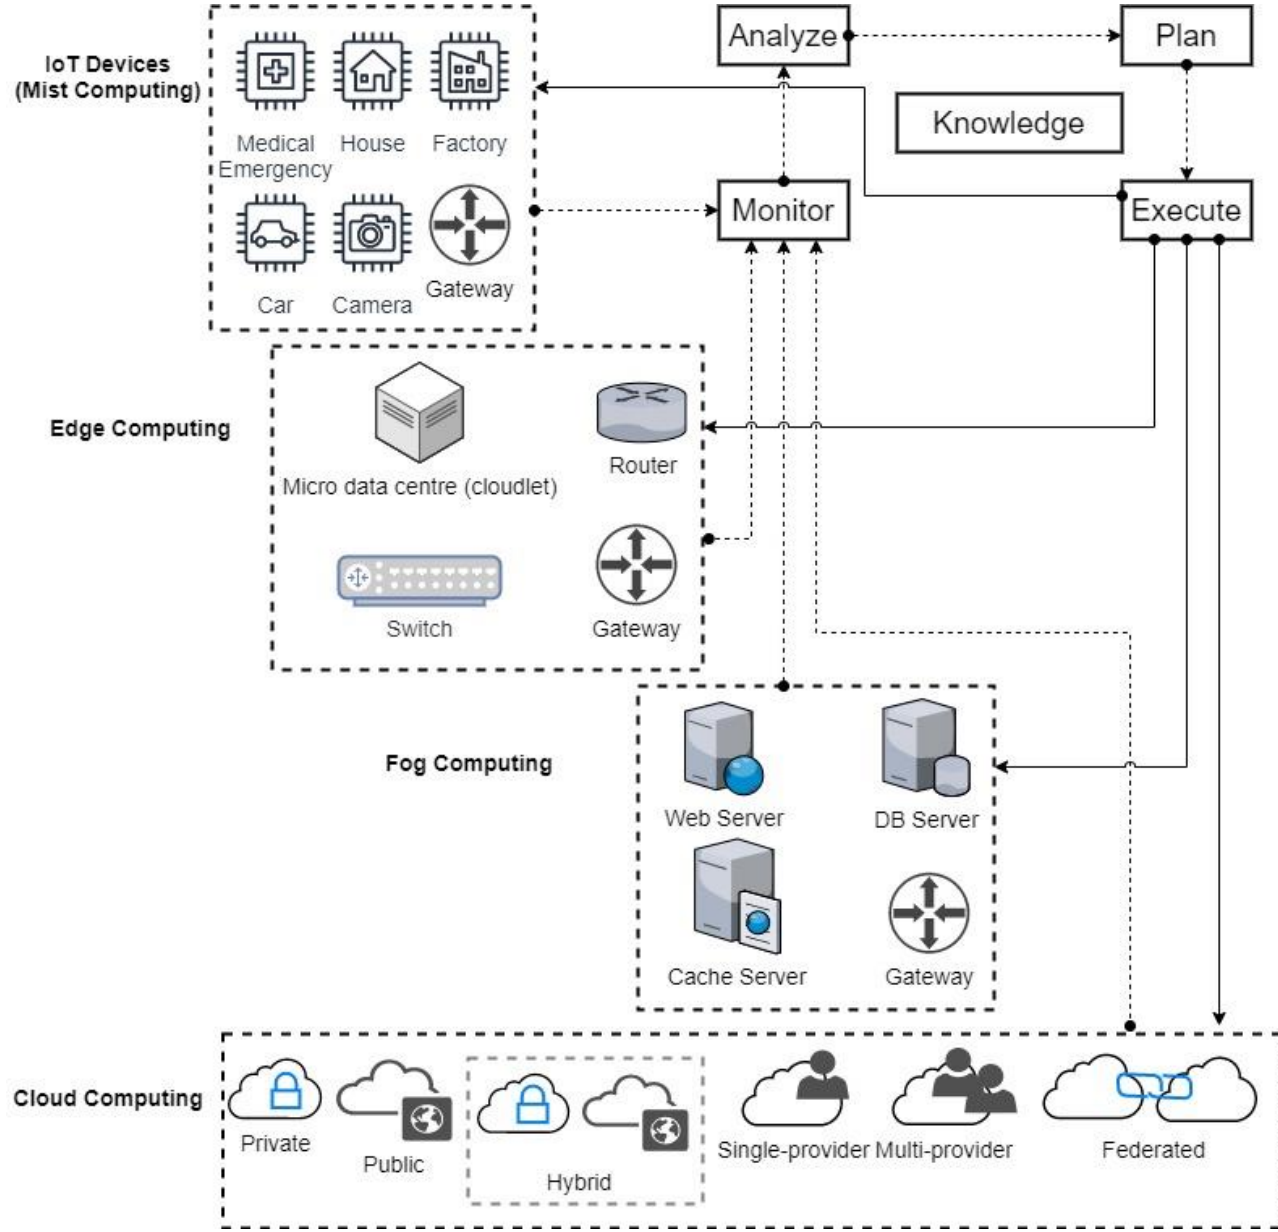 IoT Devices
(Mist Computing)
Medical
Emergency
House
Factory
Car
Camera
Gateway
Analyze
Plan
Knowledge
Monitor
Execute
Edge Computing
Micro data centre (cloudlet)
Router
Switch
Gateway
Fog Computing
Web Server
DB Server
Cache Server
Gateway
Cloud Computing
Private
Public
Hybrid
Single-provider
Multi-provider
Federated